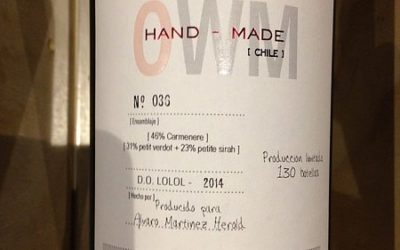 OWM
HAND - MADE
[ CHILE ]
Nº 036
[ Ensamblaje ]
[ 46% Carmenere ]
[ 31% petit verdot + 23% petite sirah ]
Producción limitada
130 botellas
D.O. LOLOL - 2014
[ Hecho por ]
Producido para
Alvaro Martinez Herold